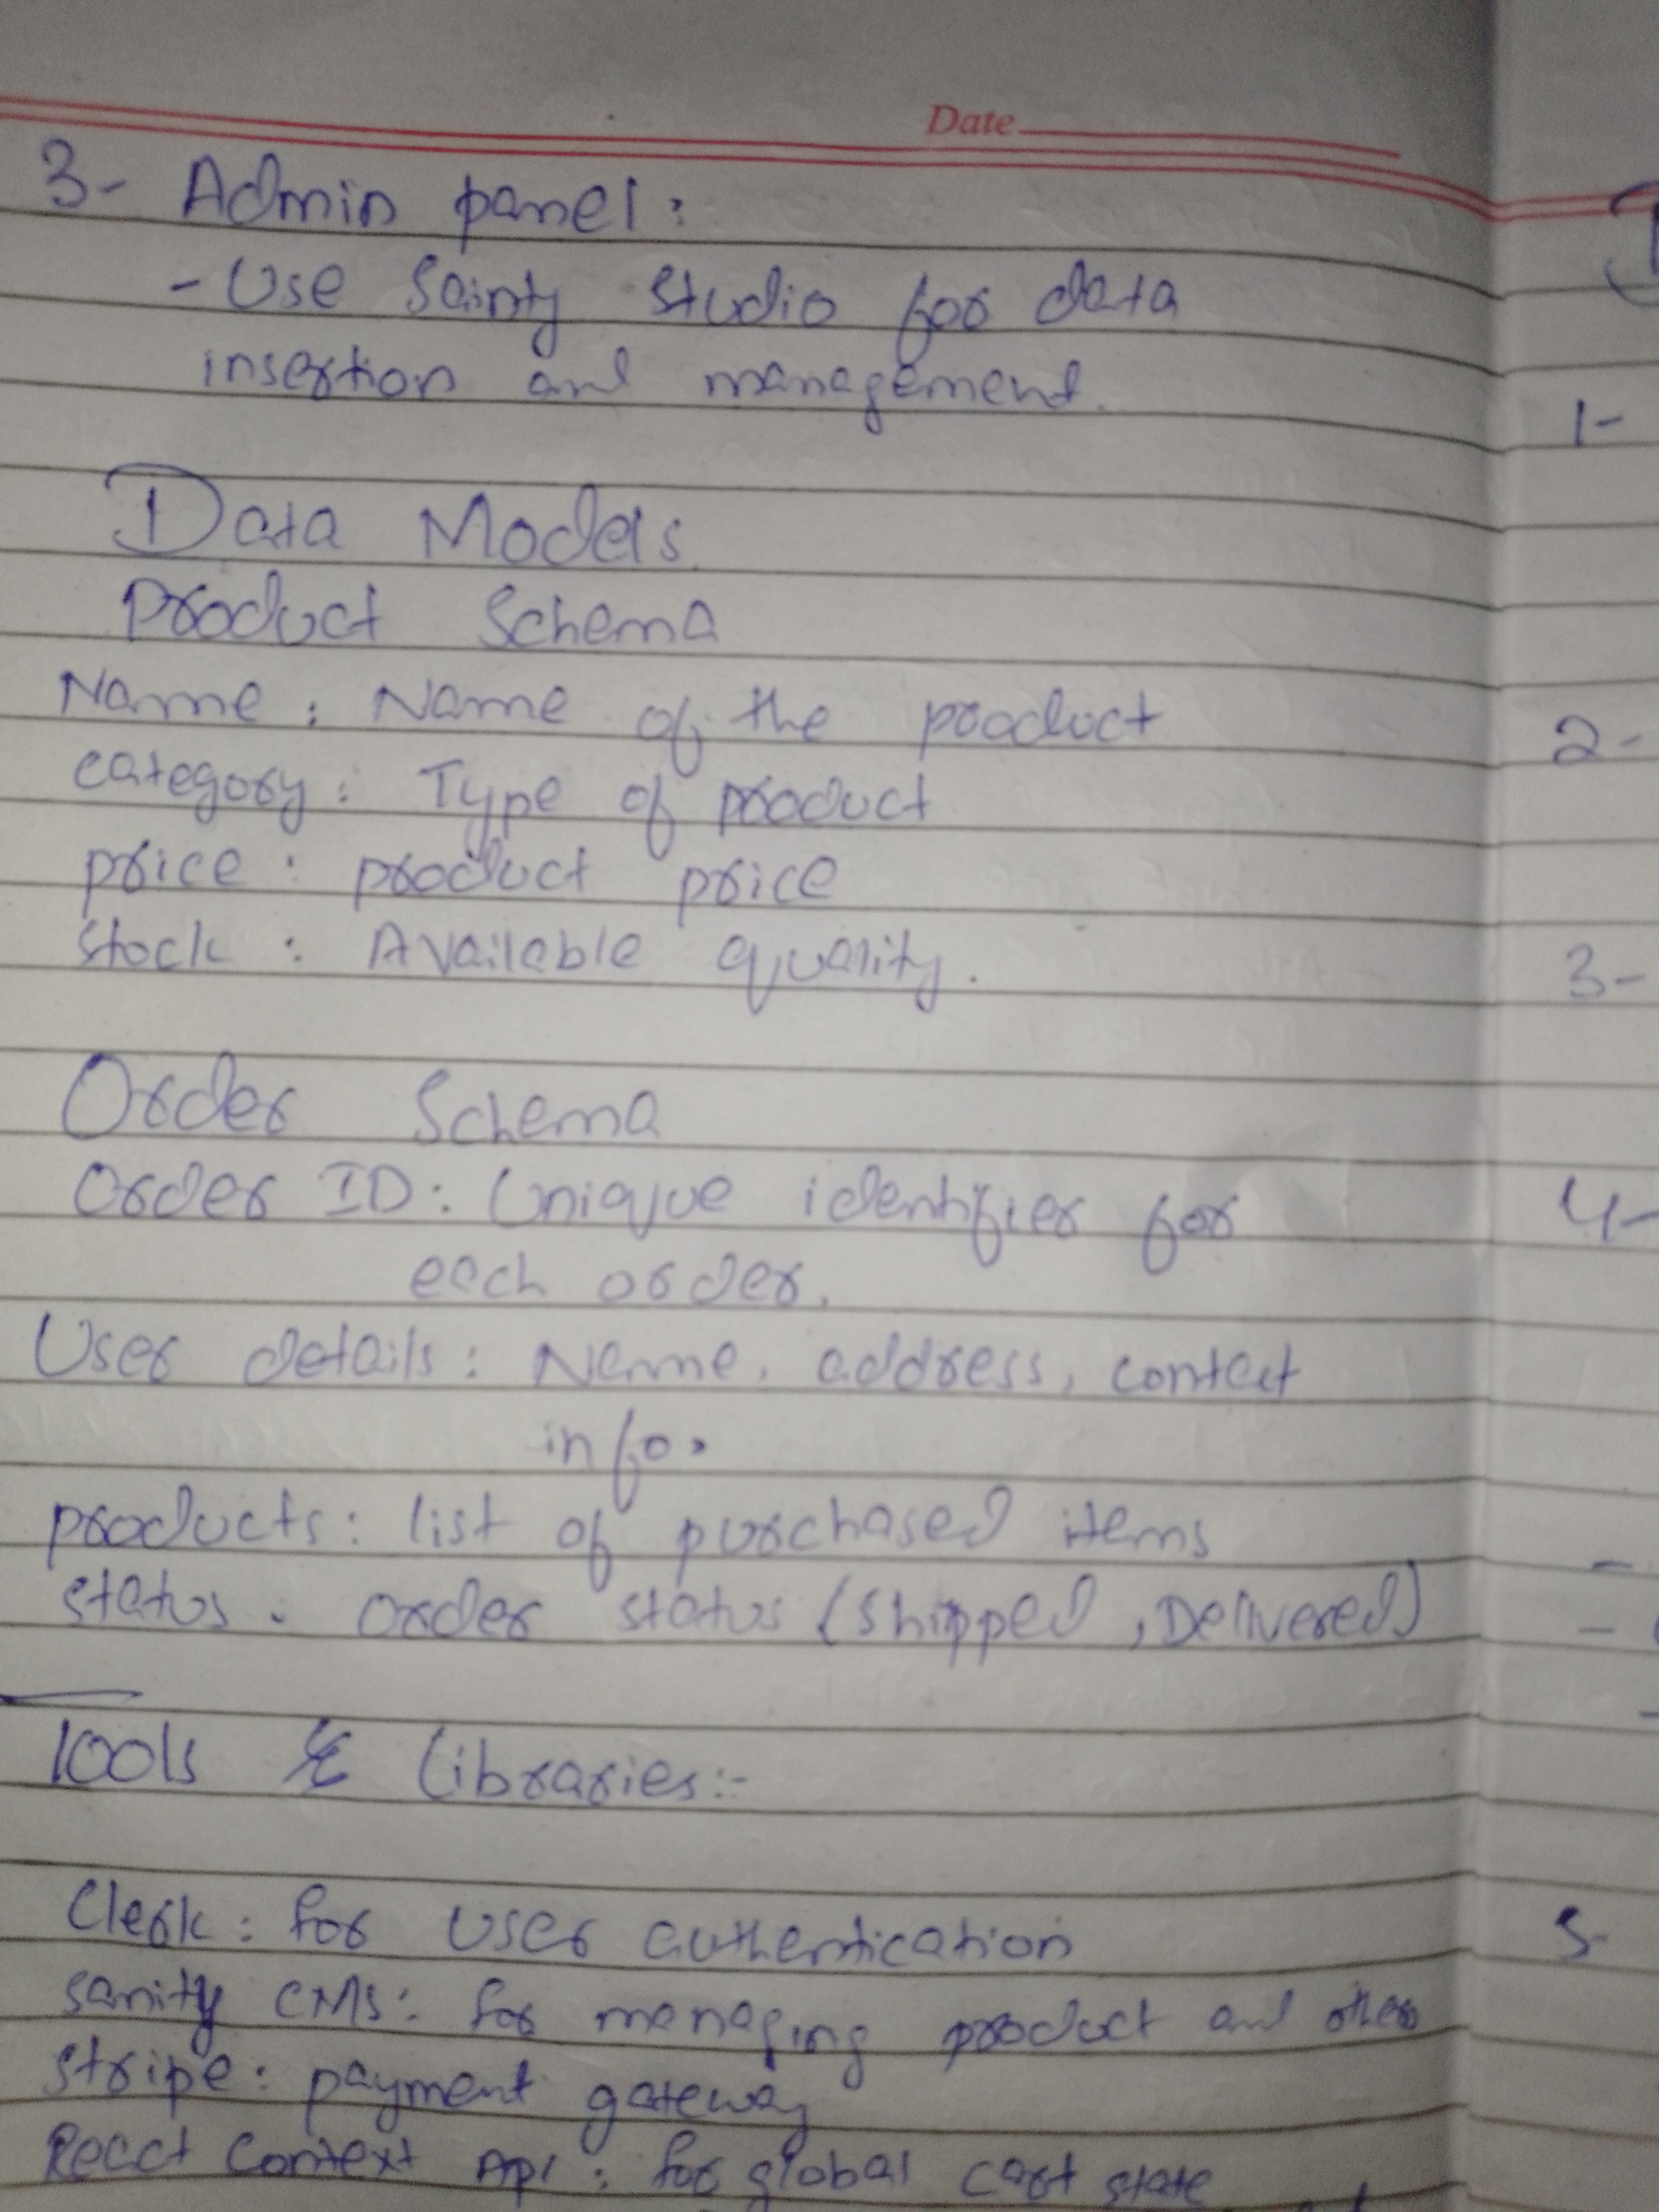 Date
3- Admin panel:
- Use Sainty Studio for data
insertion and management.
Data Models
Product Schema
Name : Name of the product
category : Type of product
price : product price
stock : Available quality.
Order Schema
Order ID : Unique identifier for
each order.
User details : Name, address, contact
info.
products : list of purchased items
status . order status (Shipped , Delivered)
Tools & Libraries:-
Clerk : for user authentication
sanity CMS : for managing product and other
stripe : payment gateway
React Context Api : for global cart state
1-
2-
3-
4-
5-